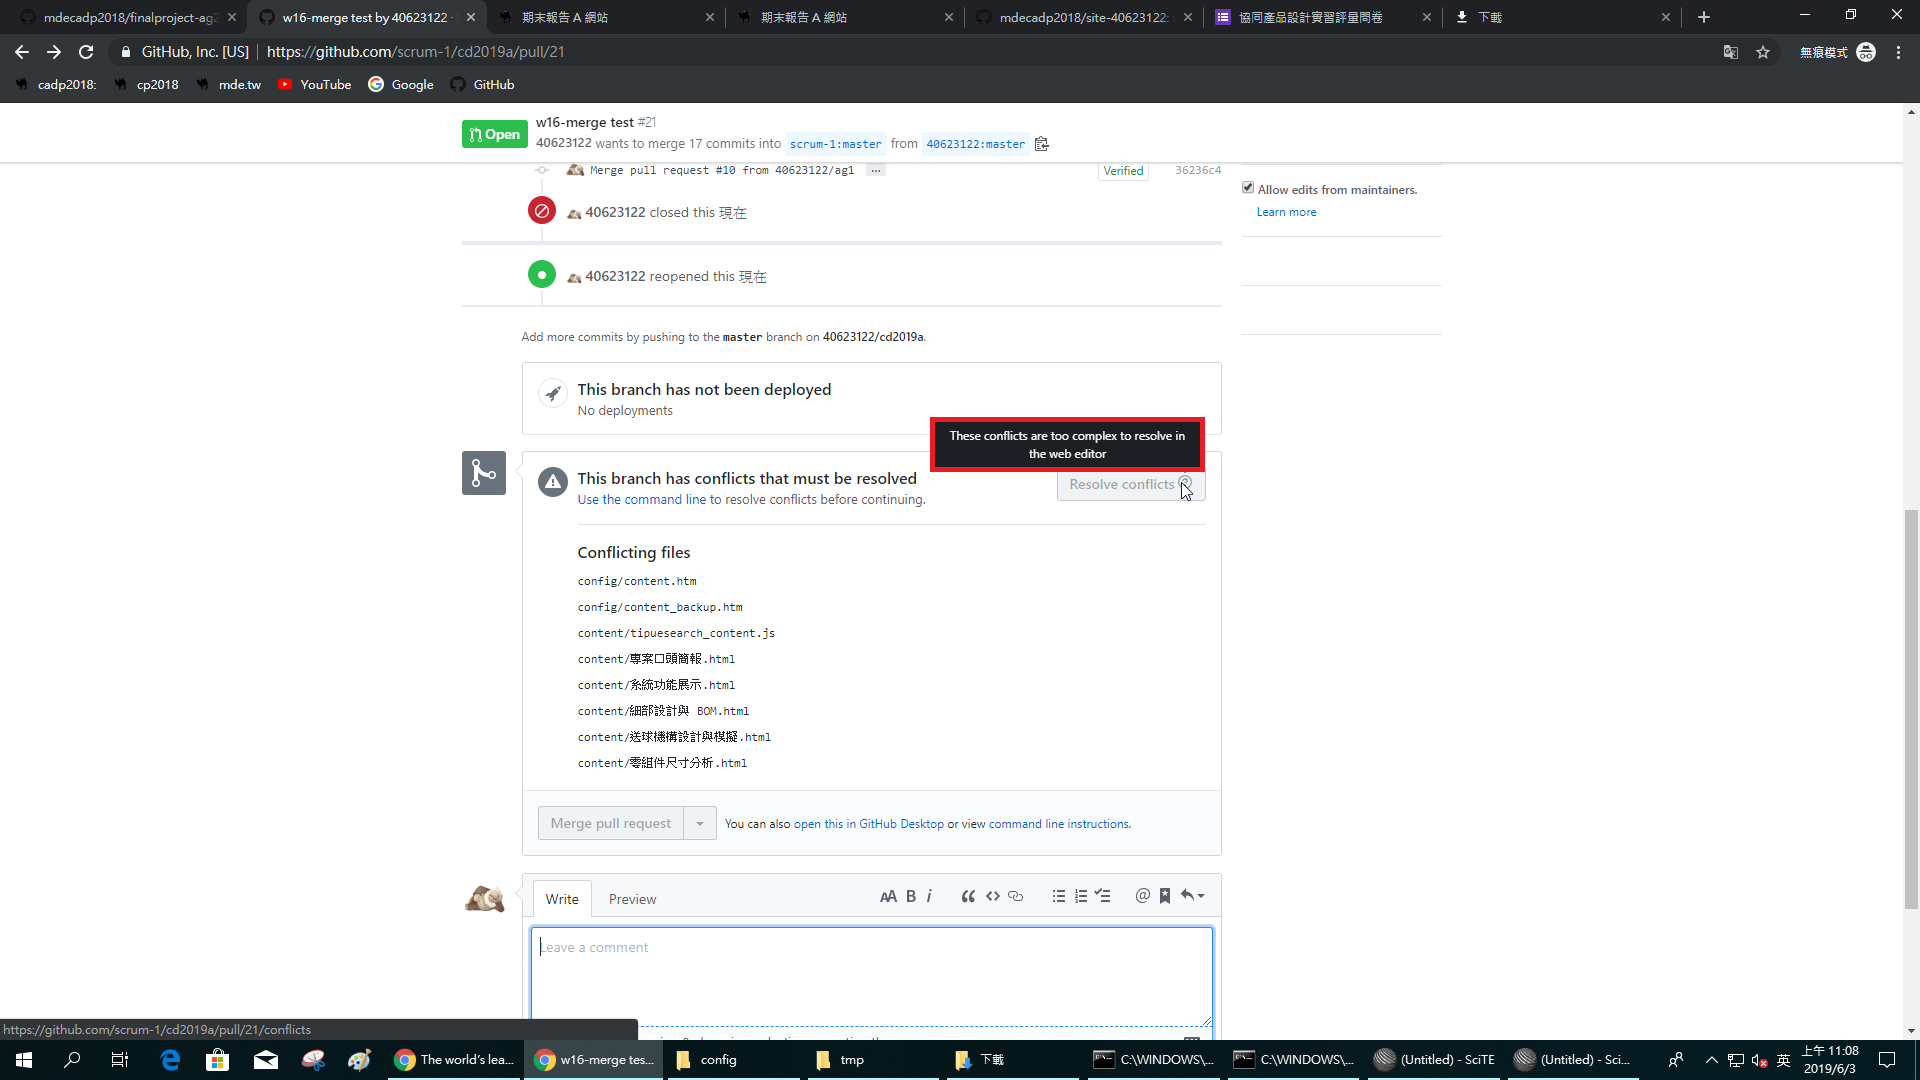 mdecadp2018/finalproject-ag2
w16-merge test by 40623122 ·
期末報告 A 網站
期末報告 A 網站
mdecadp2018/site-40623122:
協同產品設計實習評量問卷
下載
GitHub, Inc. [US]
https://github.com/scrum-1/cd2019a/pull/21
無痕模式
cadp2018:
cp2018
mde.tw
YouTube
Google
GitHub
Open
w16-merge test #21
40623122 wants to merge 17 commits into scrum-1:master from 40623122:master
Merge pull request #10 from 40623122/ag1 ...
Verified
36236c4
Allow edits from maintainers.
Learn more
40623122 closed this 現在
40623122 reopened this 現在
Add more commits by pushing to the master branch on 40623122/cd2019a.
This branch has not been deployed
No deployments
These conflicts are too complex to resolve in
the web editor
This branch has conflicts that must be resolved
Use the command line to resolve conflicts before continuing.
Resolve conflicts
Conflicting files
config/content.htm
config/content_backup.htm
content/tipuesearch_content.js
content/專案口頭簡報.html
content/系統功能展示.html
content/細部設計與 BOM.html
content/送球機構設計與模擬.html
content/零組件尺寸分析.html
Merge pull request
You can also open this in GitHub Desktop or view command line instructions.
Write
Preview
AA B i
Leave a comment
https://github.com/scrum-1/cd2019a/pull/21/conflicts
The world's lea...
w16-merge tes...
config
tmp
下載
C:\WINDOWS\...
C:\WINDOWS\...
(Untitled) - SciTE
(Untitled) - Sci...
英
上午 11:08
2019/6/3